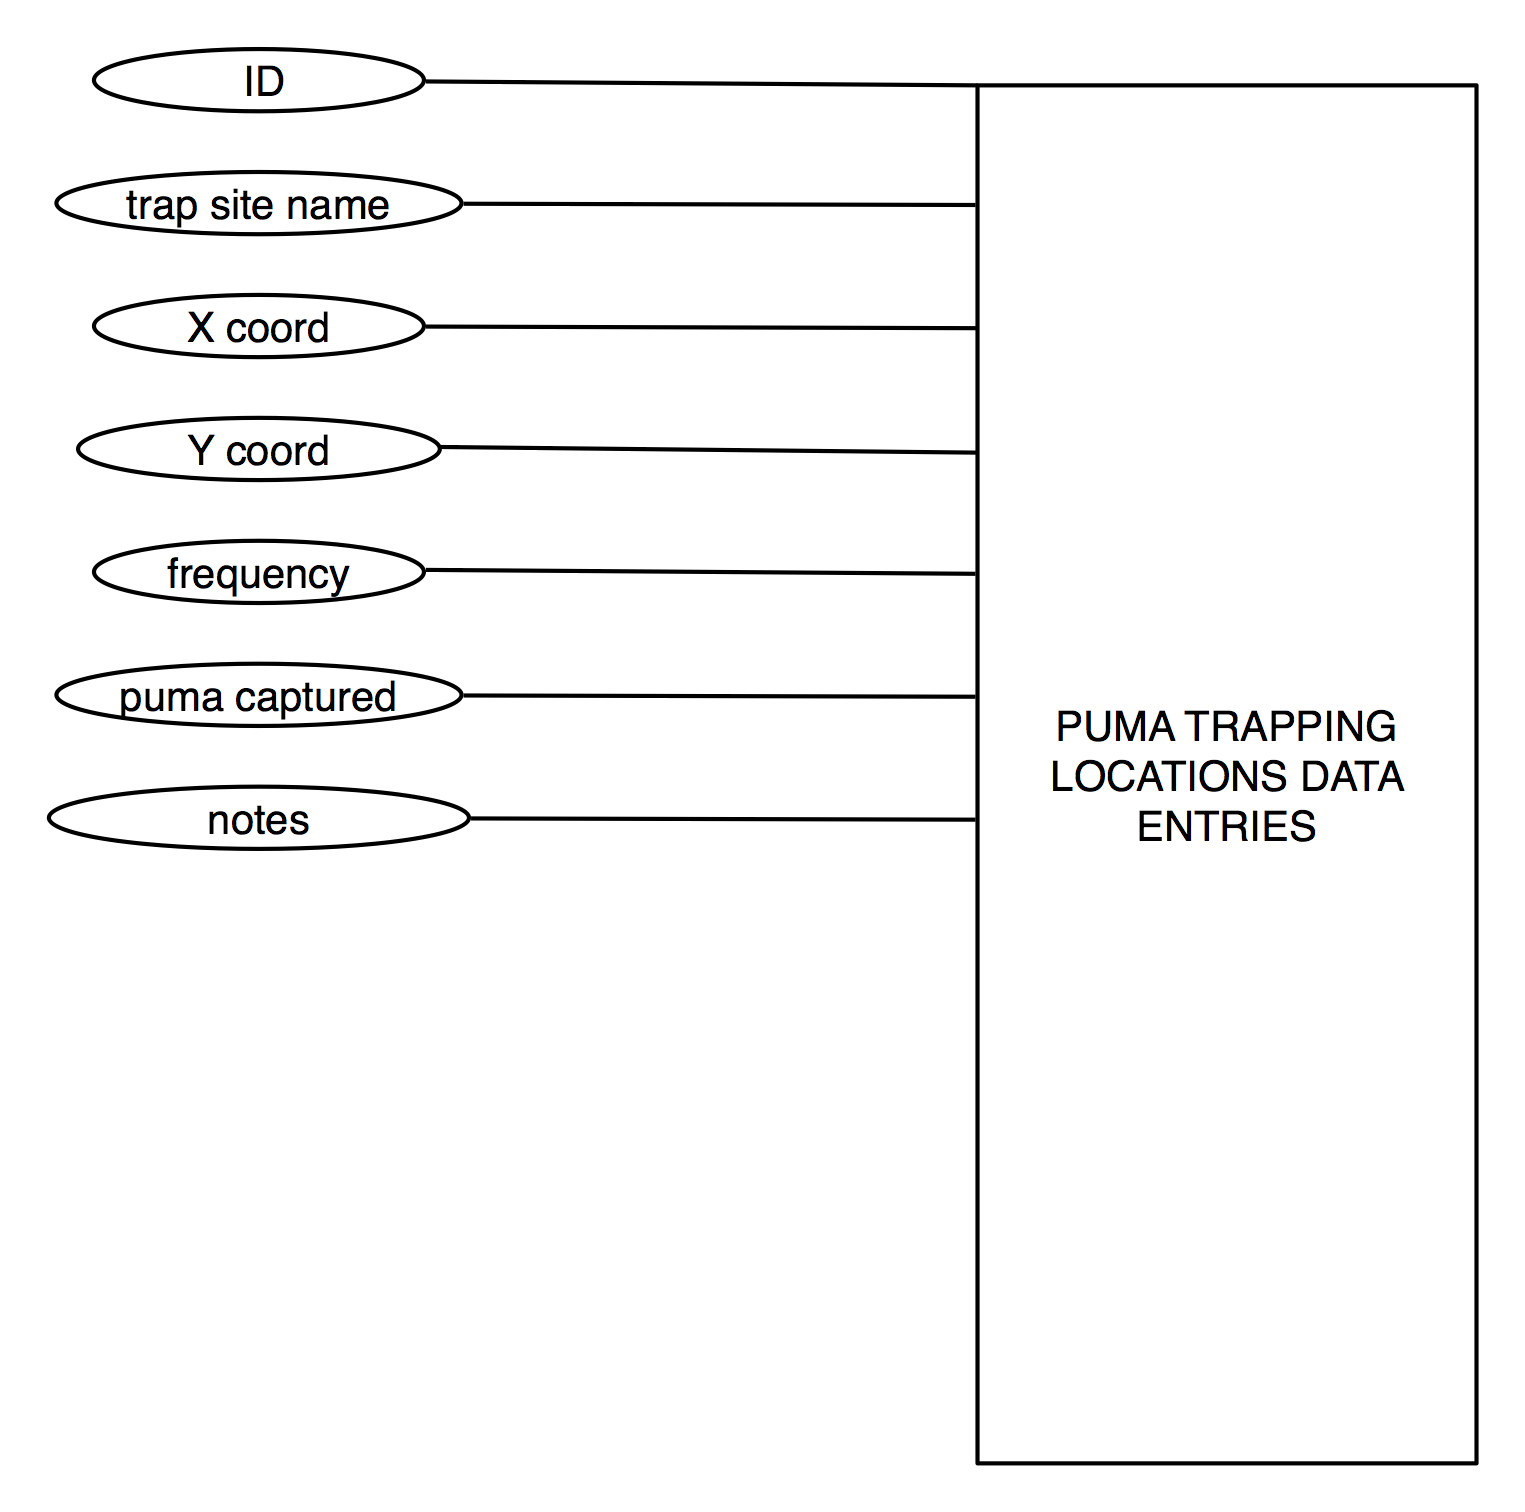 ID
trap site name
X coord
Y coord
frequency
puma captured
notes
PUMA TRAPPING
LOCATIONS DATA
ENTRIES